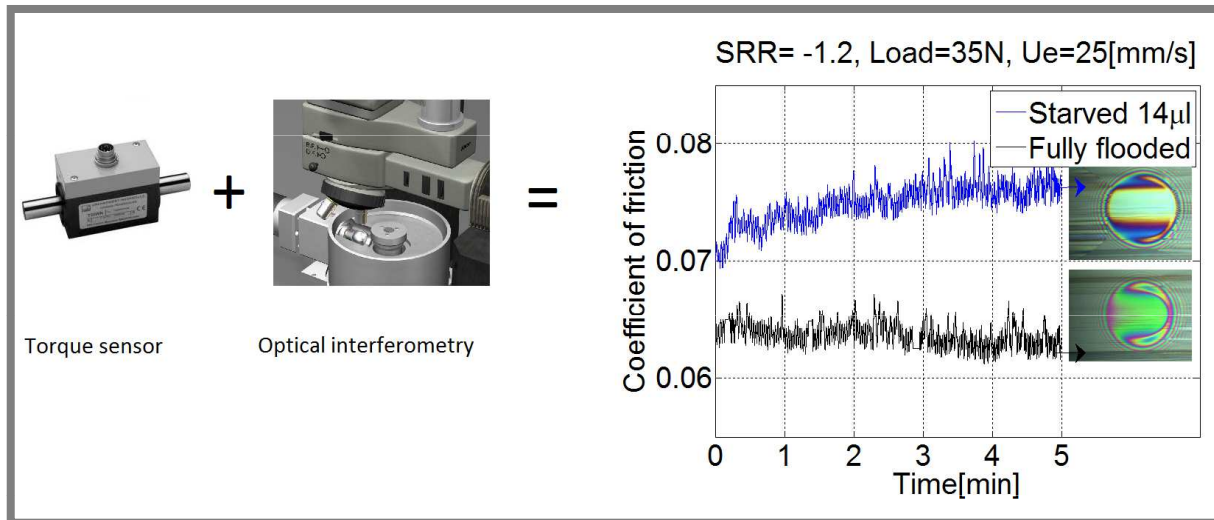 SRR= -1.2, Load=35N, Ue=25[mm/s]
Starved 14µl
Fully flooded
Coefficient of friction
0.08
0.07
0.06
0
1
2
3
4
5
Time[min]
+
=
Torque sensor
Optical interferometry